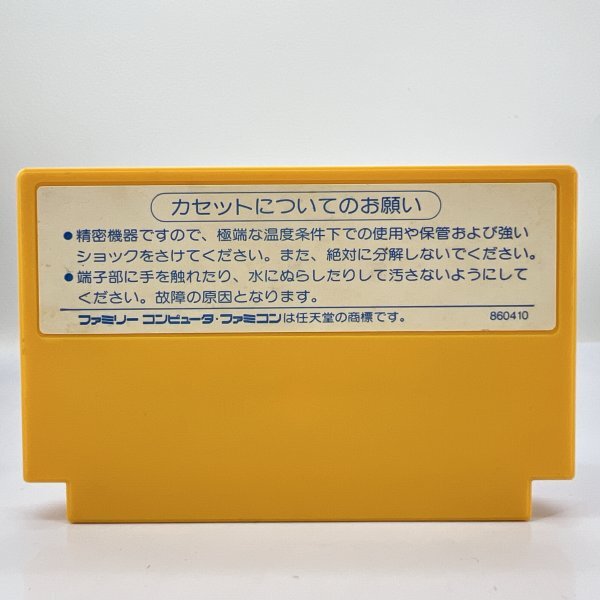 カセットについてのお願い
●精密機器ですので、極端な温度条件下での使用や保管および強い
ショックをさけてください。また、絶対に分解しないでください。
●端子部に手を触れたり、水にぬらしたりして汚さないようにして
ください。故障の原因となります。
ファミリー コンピュータ・ファミコンは任天堂の商標です。 860410